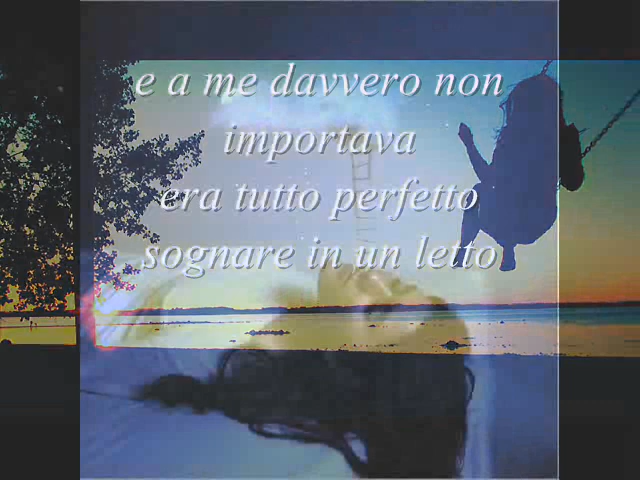 e a me davvero non
importava
era tutto perfetto
sognare in un letto